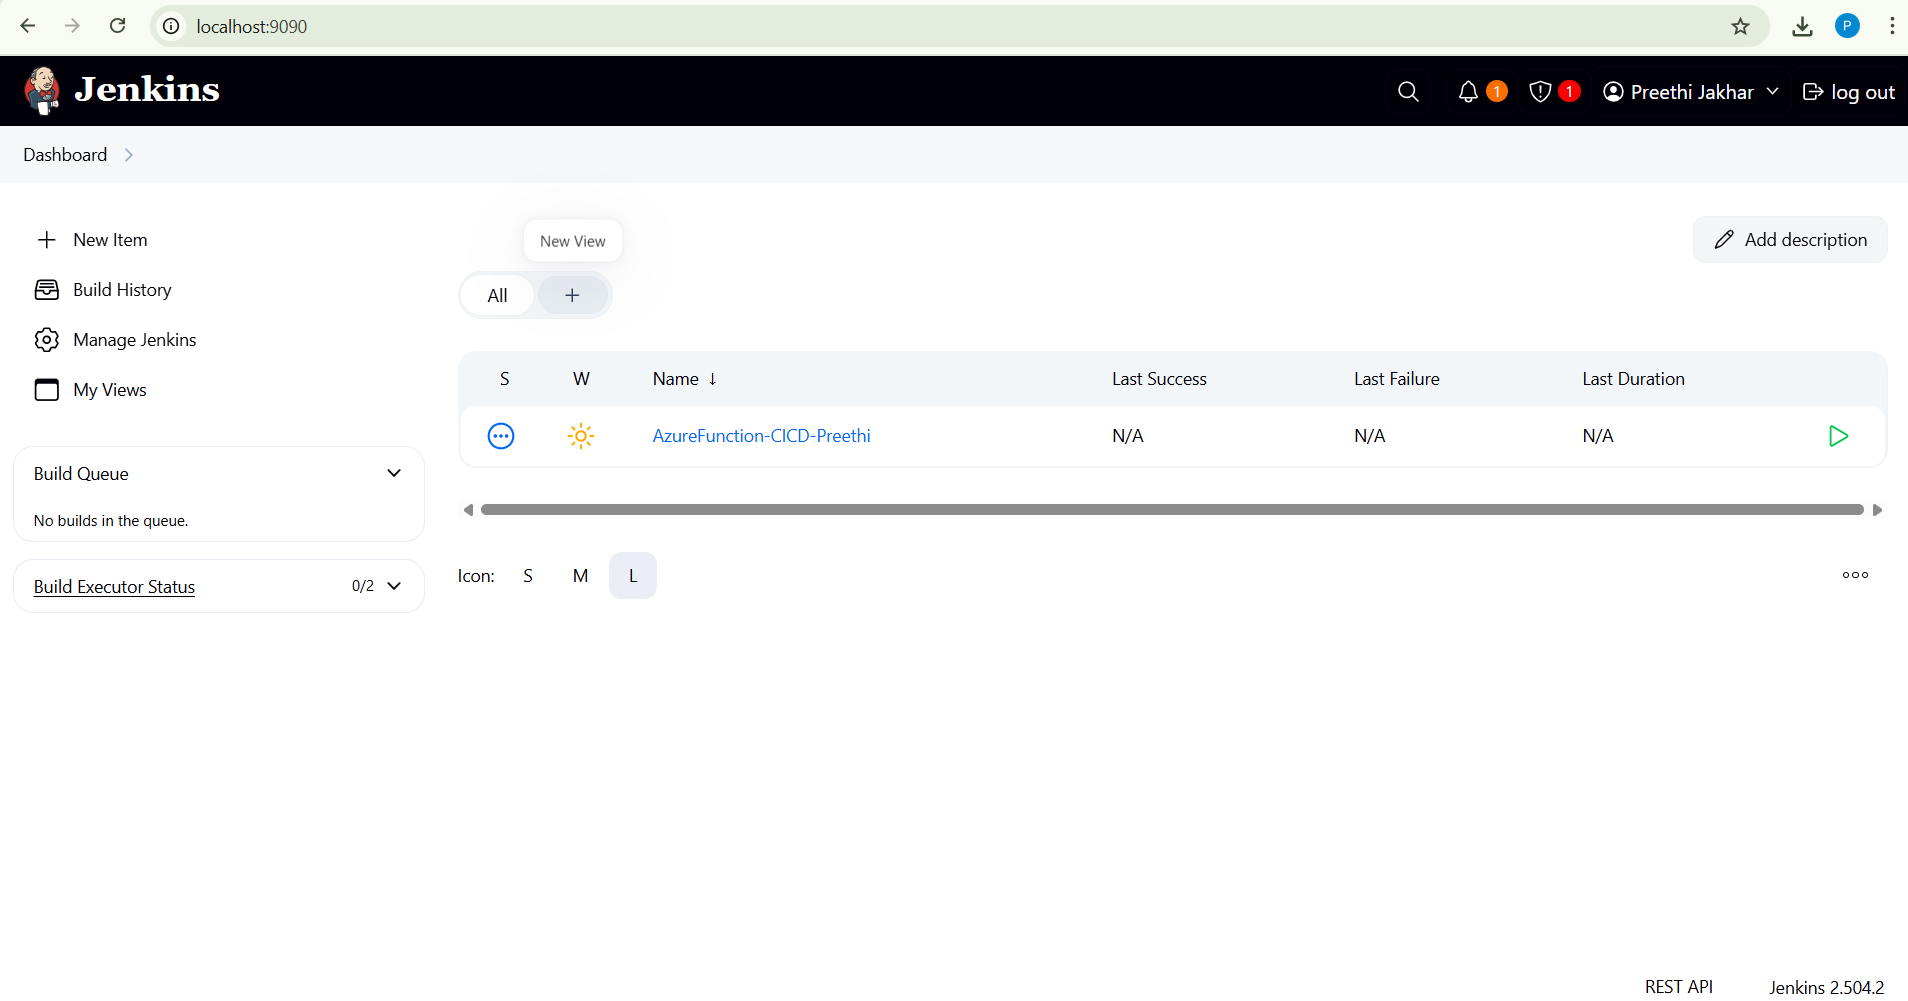 localhost:9090
P
Jenkins
1
1
Preethi Jakhar
log out
Dashboard
New Item
Build History
Manage Jenkins
My Views
Build Queue
No builds in the queue.
Build Executor Status 0/2
New View
Add description
All +
S W Name ↓ Last Success Last Failure Last Duration
AzureFunction-CICD-Preethi N/A N/A N/A
Icon: S M L
REST API Jenkins 2.504.2